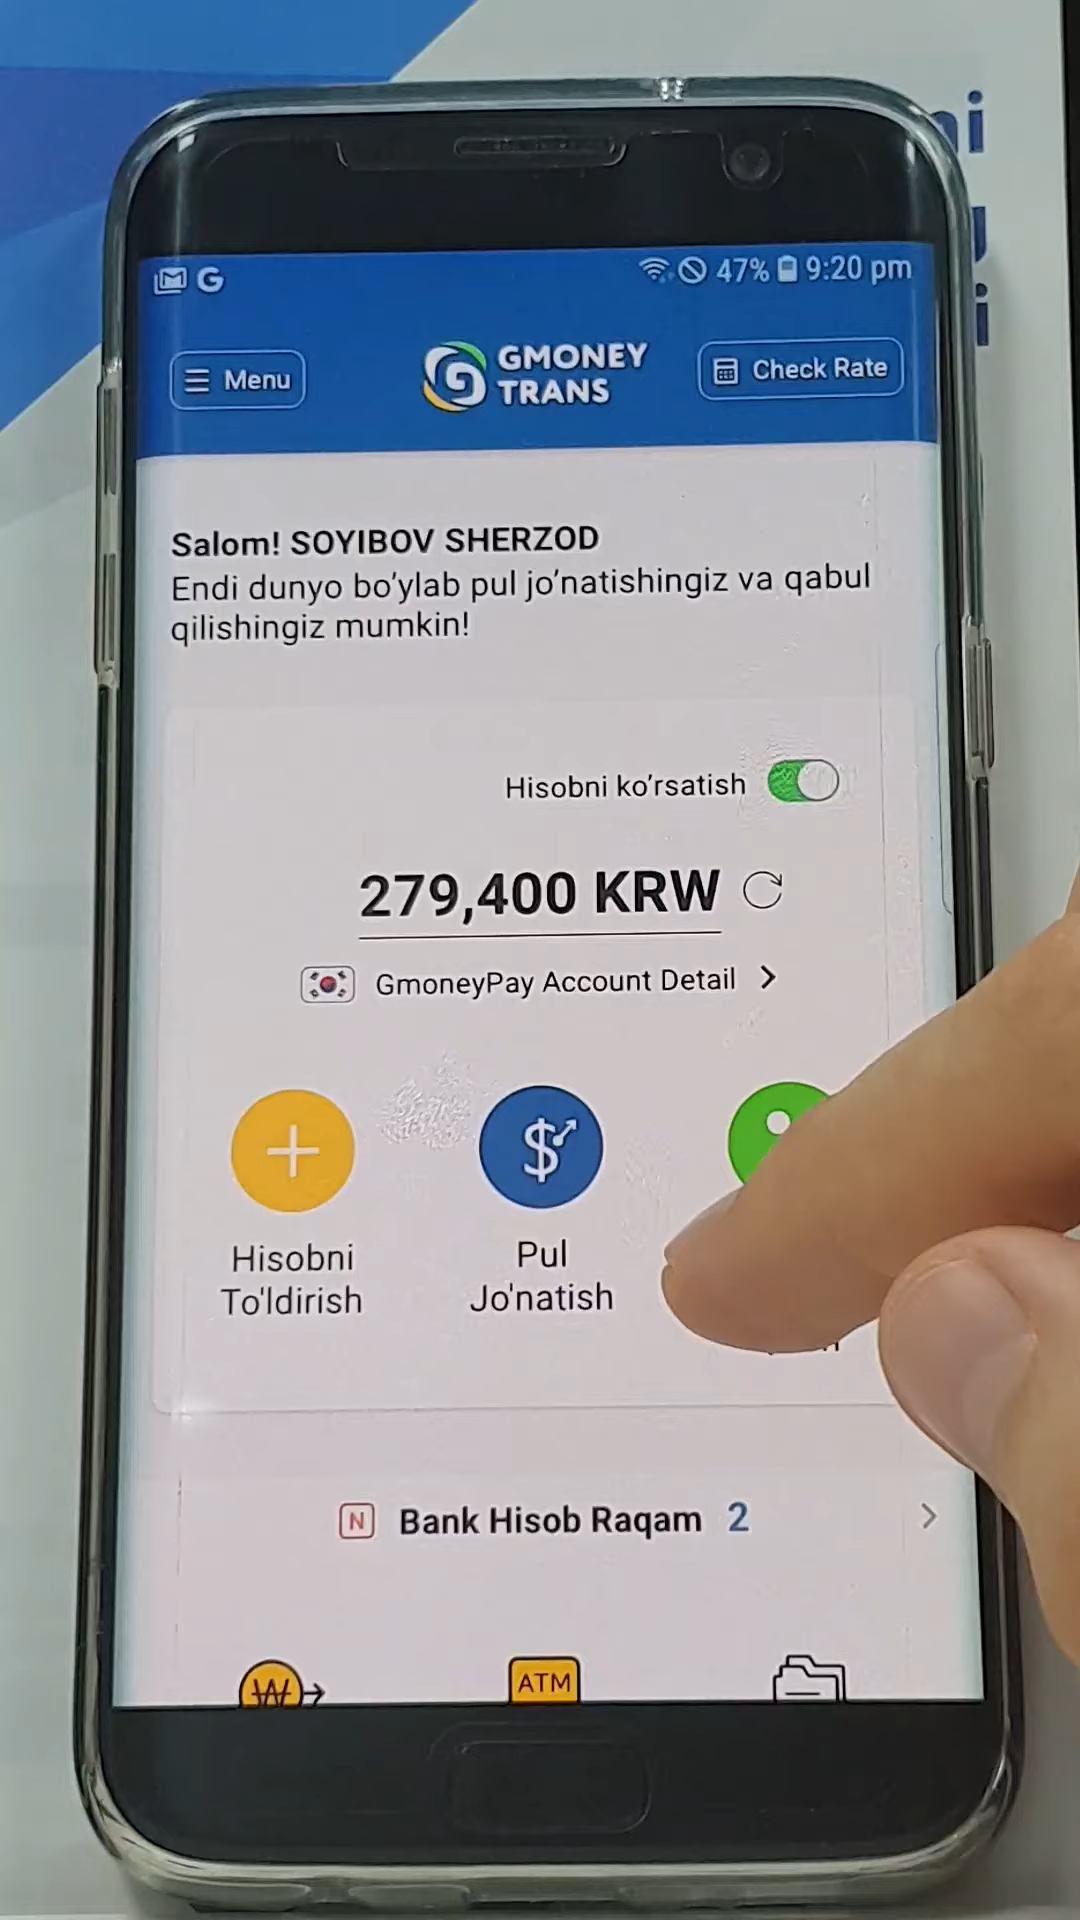 47% 9:20 pm
Menu
GMONEY
TRANS
Check Rate
Salom! SOYIBOV SHERZOD
Endi dunyo bo'ylab pul jo'natishingiz va qabul
qilishingiz mumkin!
Hisobni ko'rsatish
279,400 KRW
GmoneyPay Account Detail
Hisobni
To'ldirish
Pul
Jo'natish
N Bank Hisob Raqam 2
ATM